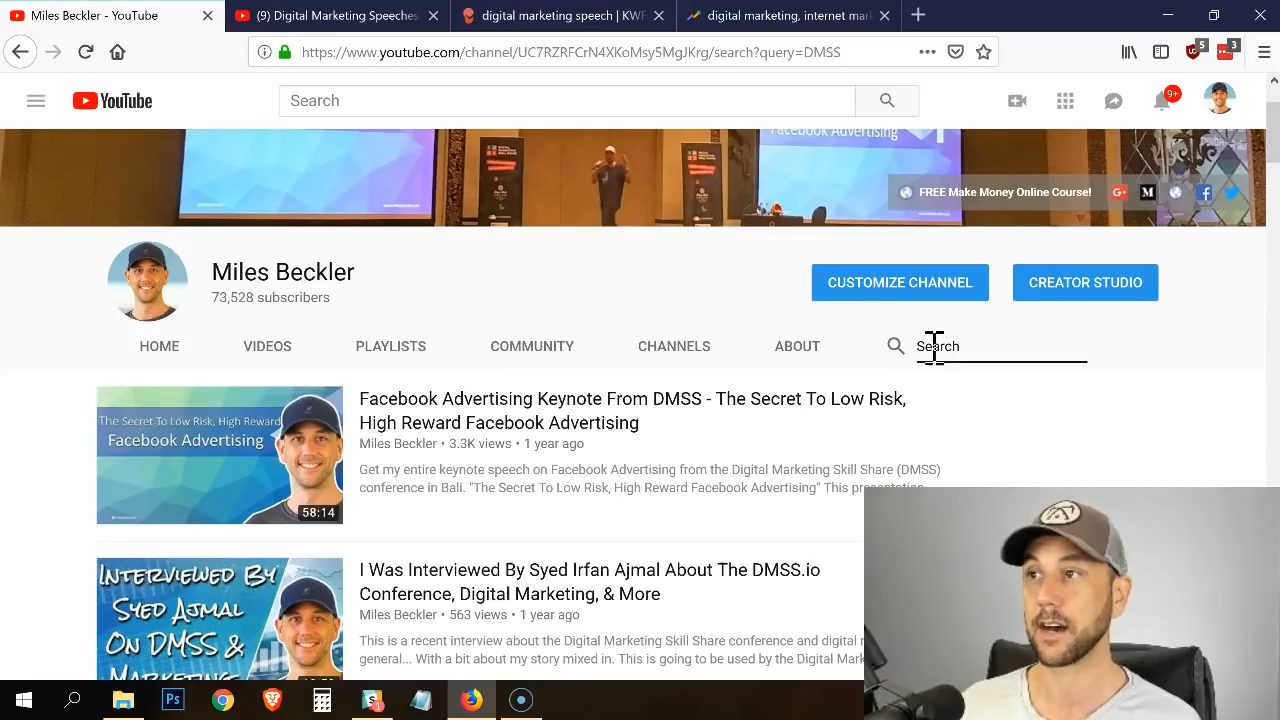 Miles Beckler - YouTube
(9) Digital Marketing Speeches
digital marketing speech | KWF
digital marketing, internet mar
https://www.youtube.com/channel/UC7RZRFCrN4XKoMsy5MgJKrg/search?query=DMSS
5
3
YouTube
Search
9+
Facebook Advertising
FREE Make Money Online Course!
Miles Beckler
73,528 subscribers
CUSTOMIZE CHANNEL
CREATOR STUDIO
HOME
VIDEOS
PLAYLISTS
COMMUNITY
CHANNELS
ABOUT
Search
The Secret To Low Risk, High Reward
Facebook Advertising
58:14
Facebook Advertising Keynote From DMSS - The Secret To Low Risk,
High Reward Facebook Advertising
Miles Beckler • 3.3K views • 1 year ago
Get my entire keynote speech on Facebook Advertising from the Digital Marketing Skill Share (DMSS)
conference in Bali. "The Secret To Low Risk, High Reward Facebook Advertising" This presentation
INTERVIEWED BY
SYED AJMAL
ON DMSS &
MARKETING
I Was Interviewed By Syed Irfan Ajmal About The DMSS.io
Conference, Digital Marketing, & More
Miles Beckler • 563 views • 1 year ago
This is a recent interview about the Digital Marketing Skill Share conference and digital
general... With a bit about my story mixed in. This is going to be used by the Digital Mark
Ps